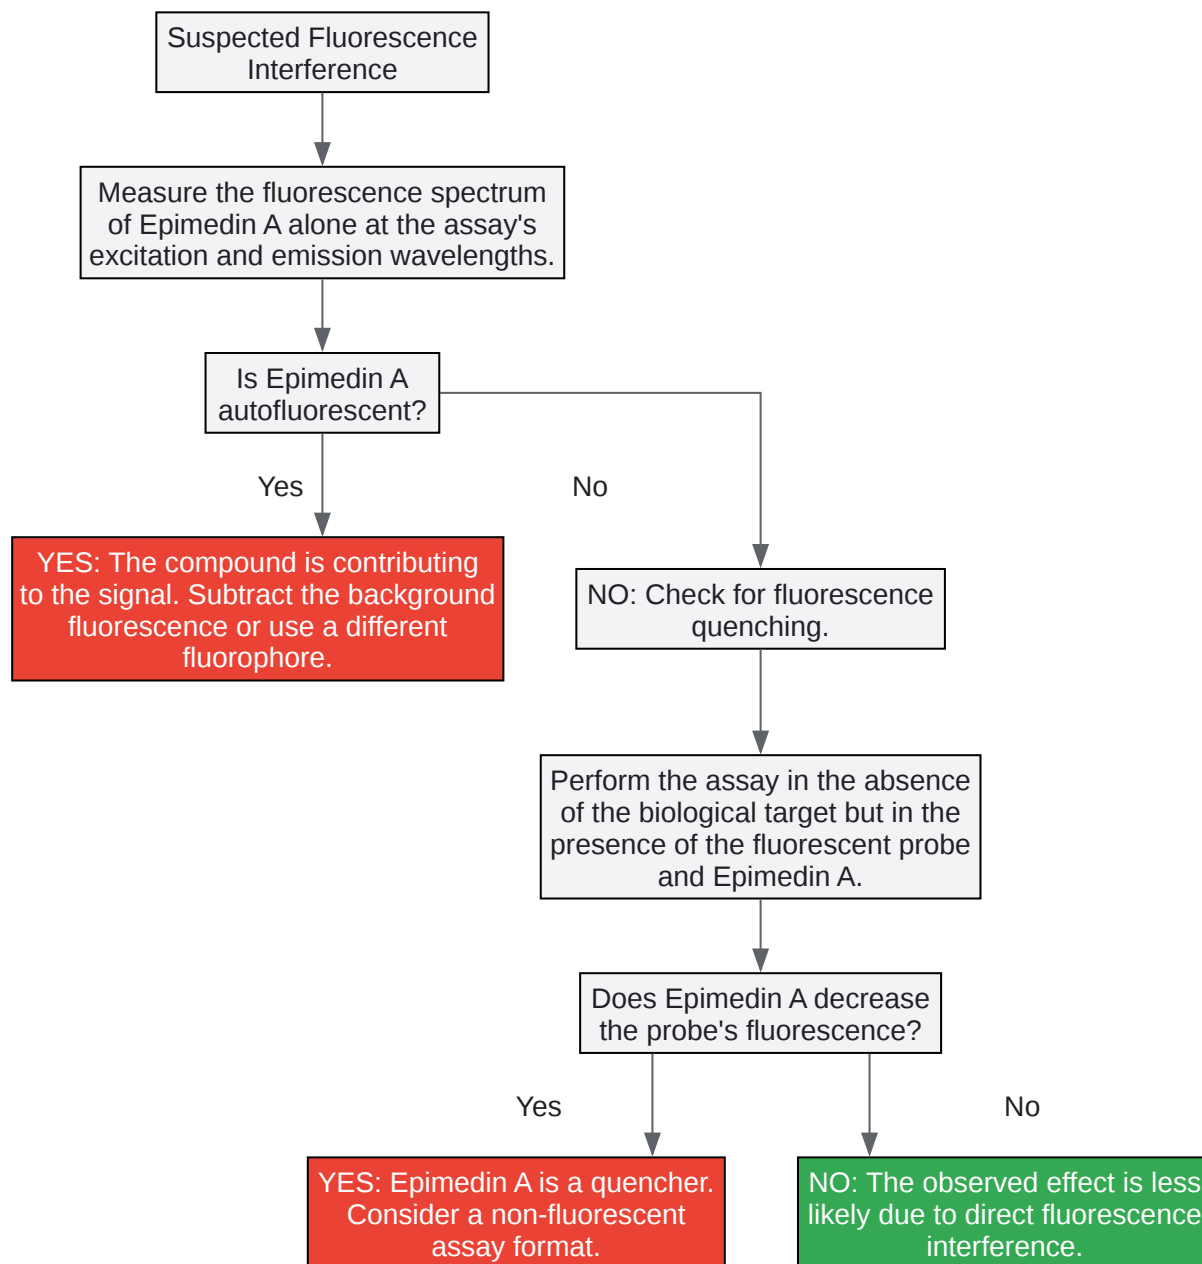 Suspected Fluorescence
Interference
Measure the fluorescence spectrum
of Epimedin A alone at the assay's
excitation and emission wavelengths.
Is Epimedin A
autofluorescent?
Yes
No
YES: The compound is contributing
to the signal. Subtract the background
fluorescence or use a different
fluorophore.
NO: Check for fluorescence
quenching.
Perform the assay in the absence
of the biological target but in the
presence of the fluorescent probe
and Epimedin A.
Does Epimedin A decrease
the probe's fluorescence?
Yes
No
YES: Epimedin A is a quencher.
Consider a non-fluorescent
assay format.
NO: The observed effect is less
likely due to direct fluorescence
interference.